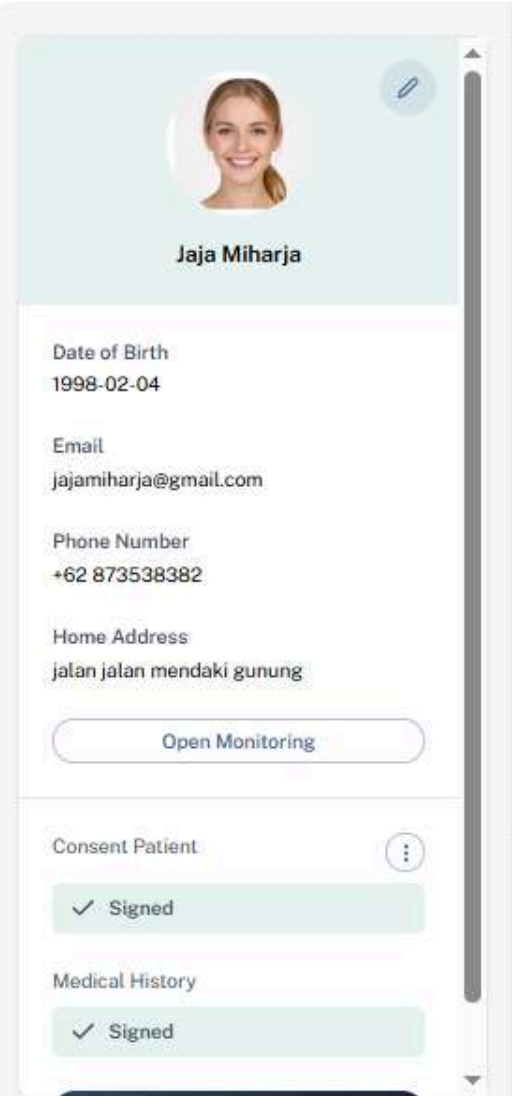 Jaja Miharja
Date of Birth
1998-02-04
Email
jajamiharja@gmail.com
Phone Number
+62 873538382
Home Address
jalan jalan mendaki gunung
Open Monitoring
Consent Patient
Signed
Medical History
Signed